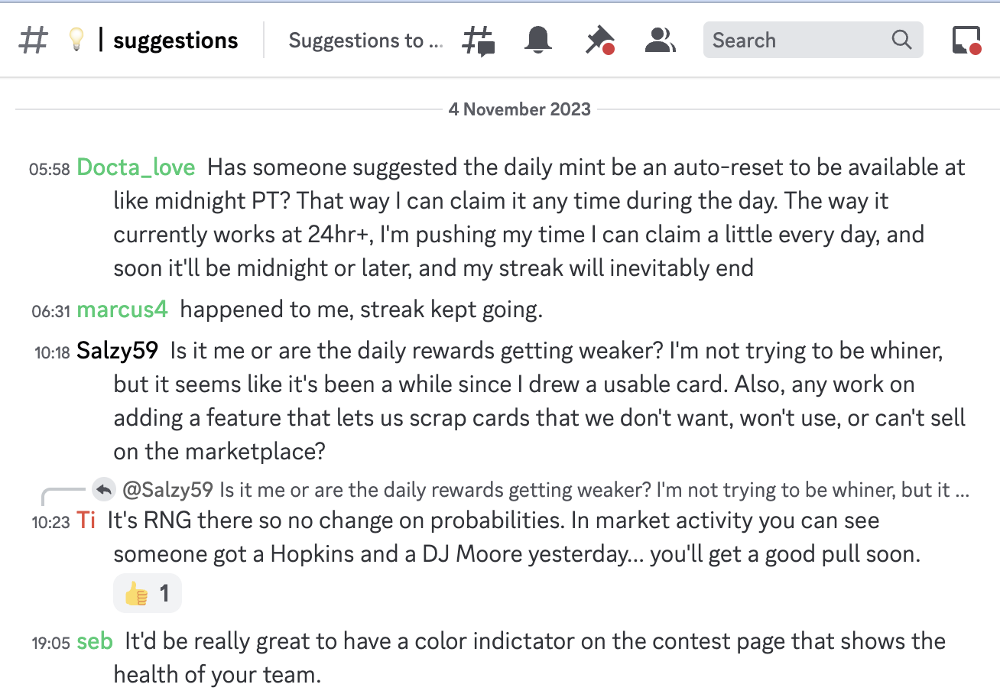 # 💡 | suggestions Suggestions to ... Search
4 November 2023
05:58 Docta_love Has someone suggested the daily mint be an auto-reset to be available at
like midnight PT? That way I can claim it any time during the day. The way it
currently works at 24hr+, I'm pushing my time I can claim a little every day, and
soon it'll be midnight or later, and my streak will inevitably end
06:31 marcus4 happened to me, streak kept going.
10:18 Salzy59 Is it me or are the daily rewards getting weaker? I'm not trying to be whiner,
but it seems like it's been a while since I drew a usable card. Also, any work on
adding a feature that lets us scrap cards that we don't want, won't use, or can't sell
on the marketplace?
@Salzy59 Is it me or are the daily rewards getting weaker? I'm not trying to be whiner, but it ...
10:23 Ti It's RNG there so no change on probabilities. In market activity you can see
someone got a Hopkins and a DJ Moore yesterday... you'll get a good pull soon.
👍 1
19:05 seb It'd be really great to have a color indictator on the contest page that shows the
health of your team.